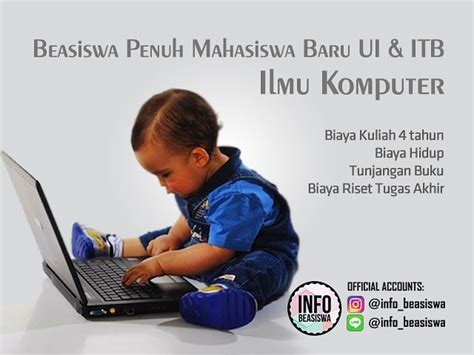 Beasiswa Penuh Mahasiswa Baru UI & ITB
Ilmu Komputer
Biaya Kuliah 4 tahun
Biaya Hidup
Tunjangan Buku
Biaya Riset Tugas Akhir
OFFICIAL ACCOUNTS:
INFO
BEASISWA
@info_beasiswa
LINE
@info_beasiswa